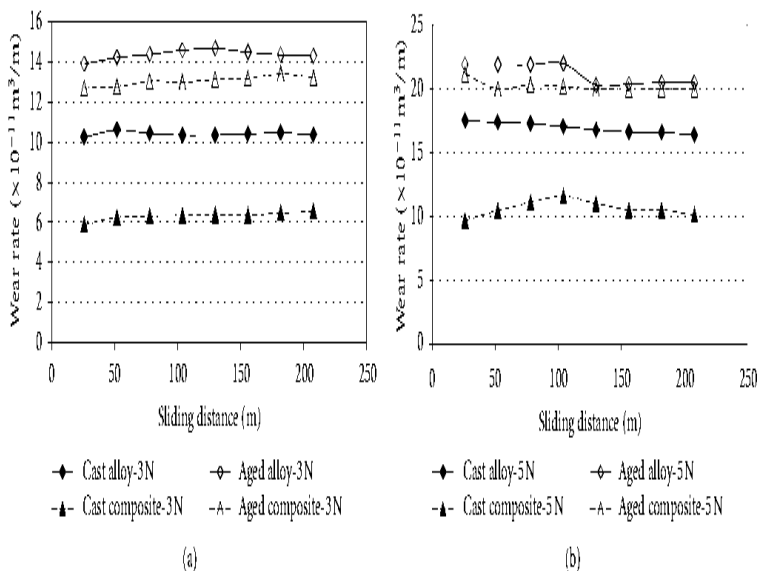 Wear rate (×10⁻¹¹ m³/m)
16
14
12
10
8
6
4
2
0
0 50 100 150 200 250
Sliding distance (m)
Cast alloy-3N Aged alloy-3N
Cast composite-3N Aged composite-3N
(a)
Wear rate (×10⁻¹¹ m³/m)
25
20
15
10
5
0
0 50 100 150 200 250
Sliding distance (m)
Cast alloy-5N Aged alloy-5N
Cast composite-5N Aged composite-5N
(b)